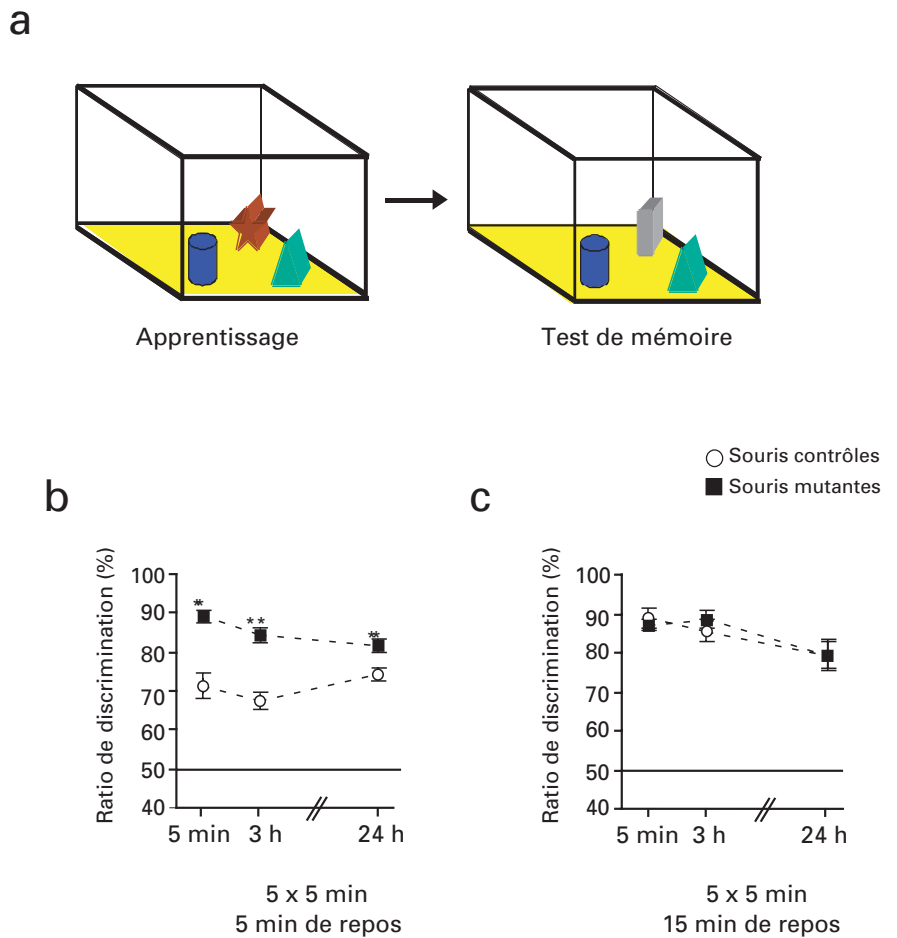 a
Apprentissage
Test de mémoire
Souris contrôles
Souris mutantes
b
Ratio de discrimination (%)
100
90
80
70
60
50
40
*
**
*
5 min 3 h 24 h
5 x 5 min
5 min de repos
c
Ratio de discrimination (%)
100
90
80
70
60
50
40
5 min 3 h 24 h
5 x 5 min
15 min de repos